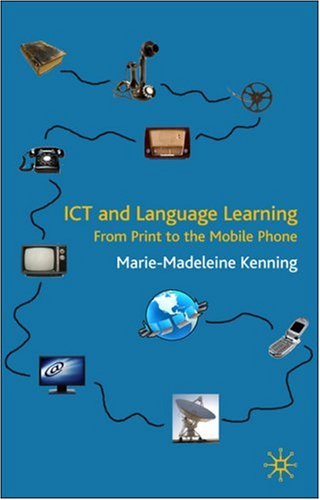 ICT and Language Learning
From Print to the Mobile Phone
Marie-Madeleine Kenning
@